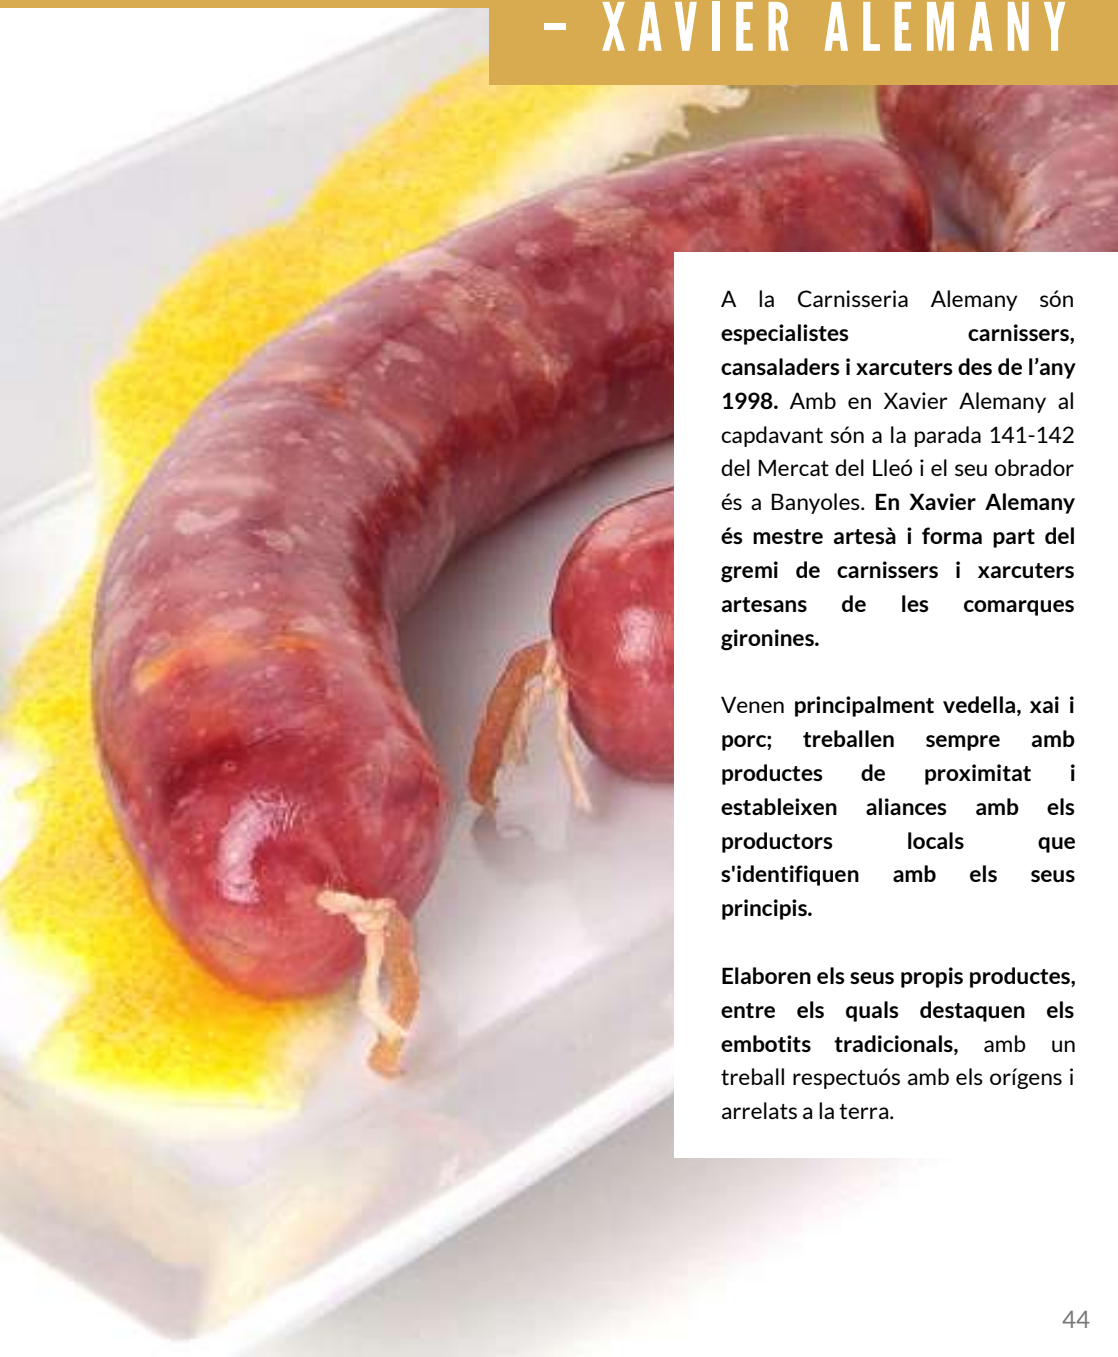 – XAVIER ALEMANY
A la Carnisseria Alemany són
especialistes carnissers,
cansaladers i xarcuters des de l’any
1998. Amb en Xavier Alemany al
capdavant són a la parada 141-142
del Mercat del Lleó i el seu obrador
és a Banyoles. En Xavier Alemany
és mestre artesà i forma part del
gremi de carnissers i xarcuters
artesans de les comarques
gironines.
Venen principalment vedella, xai i
porc; treballen sempre amb
productes de proximitat i
estableixen aliances amb els
productors locals que
s'identifiquen amb els seus
principis.
Elaboren els seus propis productes,
entre els quals destaquen els
embotits tradicionals, amb un
treball respectuós amb els orígens i
arrelats a la terra.
44